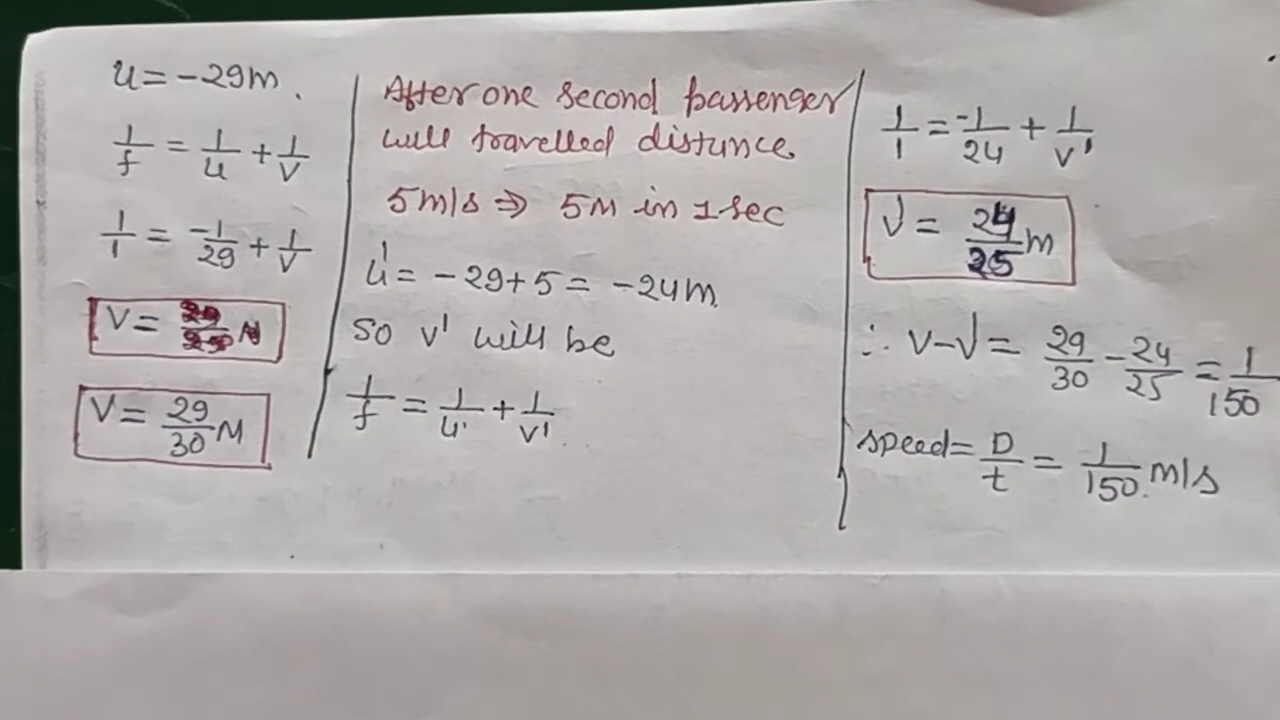 u = -29m.
1/f = 1/u + 1/v
1/1 = -1/29 + 1/v
V = 29/30 M
After one second passenger
will travelled distance
5m/s ⇒ 5M in 1 sec
u' = -29+5 = -24m.
so v' will be
1/f = 1/u' + 1/v'
1/1 = -1/24 + 1/v'
v' = 24/25 m
∴ v-v' = 29/30 - 24/25 = 1/150
speed = D/t = 1/150 m/s